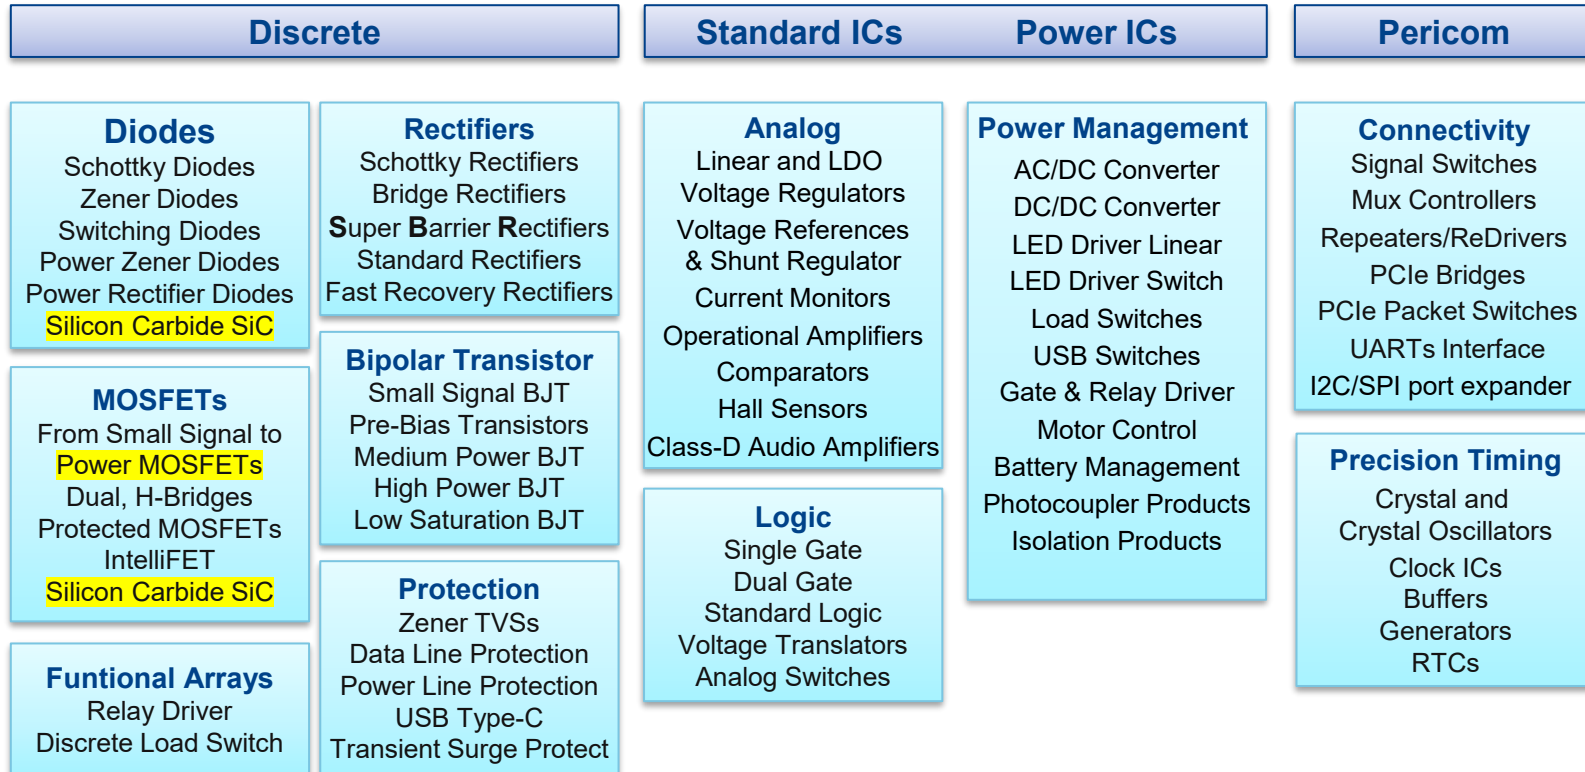 Discrete
Standard ICs
Power ICs
Pericom
Diodes
Schottky Diodes
Zener Diodes
Switching Diodes
Power Zener Diodes
Power Rectifier Diodes
Silicon Carbide SiC
MOSFETs
From Small Signal to
Power MOSFETs
Dual, H-Bridges
Protected MOSFETs
IntelliFET
Silicon Carbide SiC
Funtional Arrays
Relay Driver
Discrete Load Switch
Rectifiers
Schottky Rectifiers
Bridge Rectifiers
Super Barrier Rectifiers
Standard Rectifiers
Fast Recovery Rectifiers
Bipolar Transistor
Small Signal BJT
Pre-Bias Transistors
Medium Power BJT
High Power BJT
Low Saturation BJT
Protection
Zener TVSs
Data Line Protection
Power Line Protection
USB Type-C
Transient Surge Protect
Analog
Linear and LDO
Voltage Regulators
Voltage References
& Shunt Regulator
Current Monitors
Operational Amplifiers
Comparators
Hall Sensors
Class-D Audio Amplifiers
Logic
Single Gate
Dual Gate
Standard Logic
Voltage Translators
Analog Switches
Power Management
AC/DC Converter
DC/DC Converter
LED Driver Linear
LED Driver Switch
Load Switches
USB Switches
Gate & Relay Driver
Motor Control
Battery Management
Photocoupler Products
Isolation Products
Connectivity
Signal Switches
Mux Controllers
Repeaters/ReDrivers
PCIe Bridges
PCIe Packet Switches
UARTs Interface
I2C/SPI port expander
Precision Timing
Crystal and
Crystal Oscillators
Clock ICs
Buffers
Generators
RTCs